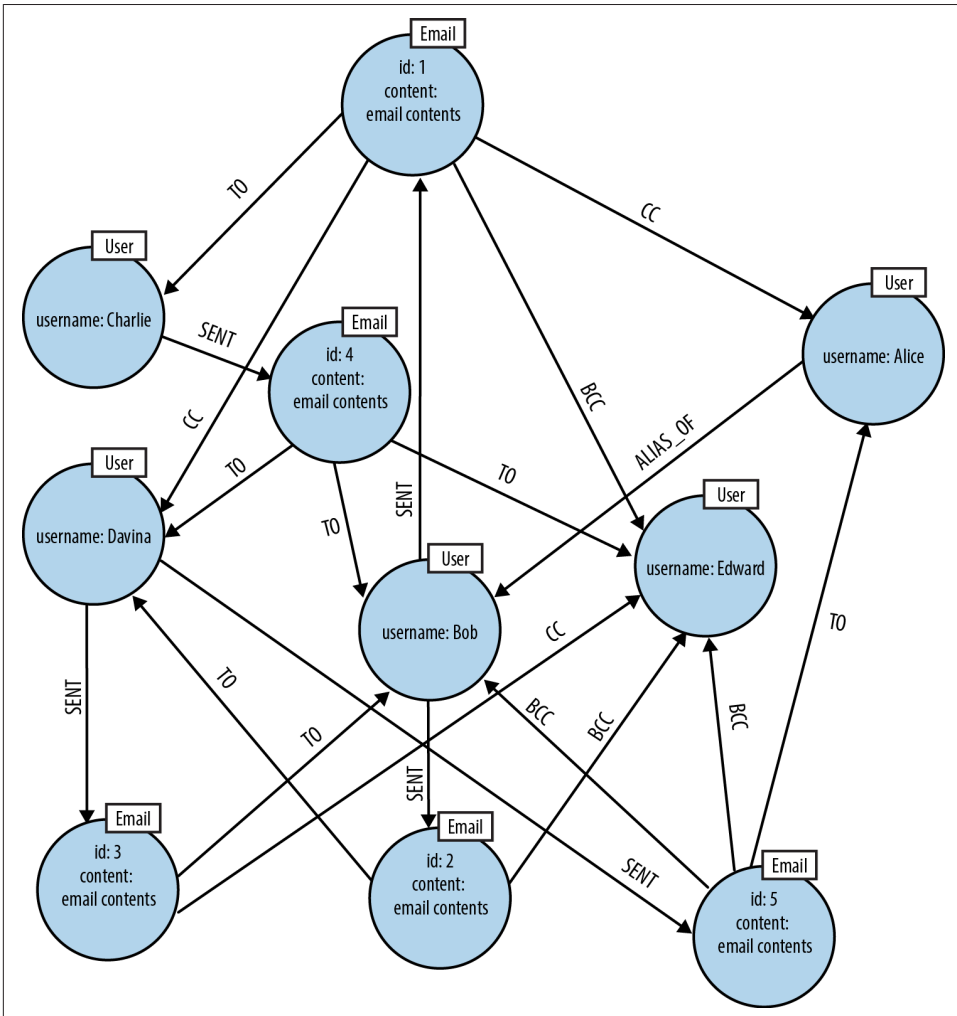 Email
id: 1
content:
email contents
TO
CC
User
username: Charlie
SENT
Email
id: 4
content:
email contents
User
username: Alice
CC
BCC
ALIAS_OF
User
username: Davina
TO
TO
SENT
TO
User
username: Edward
User
username: Bob
SENT
TO
TO
CC
SENT
BCC
BCC
BCC
TO
SENT
Email
id: 3
content:
email contents
Email
id: 2
content:
email contents
Email
id: 5
content:
email contents